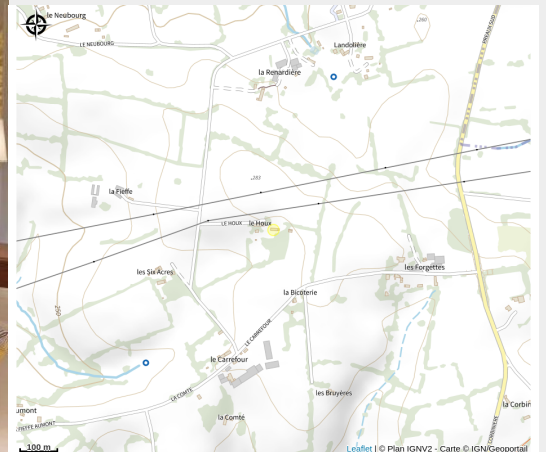 le Neubourg
LE NEUBOURG
Landolière
la Renardière
283
la Fieffe
LE HOUX
le Houx
les Six Acres
les Forgettes
la Bicoterie
LE CARREFOUR
le Carrefour
LA COMTE
les Bruyères
la Comté
la Corbin
100 m
Leaflet | © Plan IGNV2 - Carte © IGN/Geoportail